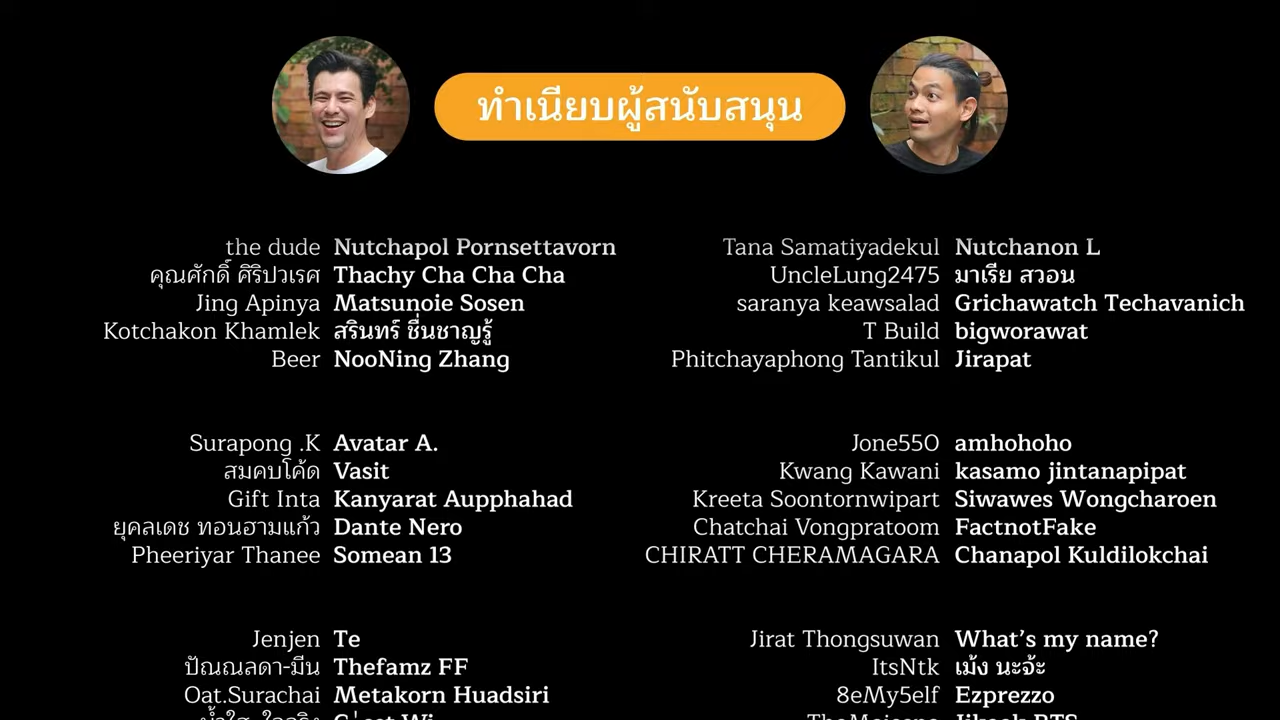 ทำเนียบผู้สนับสนุน
the dude Nutchapol Pornsettavorn
คุณศักดิ์ ศิริปวเรศ Thachy Cha Cha Cha
Jing Apinya Matsunoie Sosen
Kotchakon Khamlek สรินทร์ ชื่นชาญรู้
Beer NooNing Zhang
Tana Samatiyadekul Nutchanon L
UncleLung2475 มาเรีย สวอน
saranya keawsalad Grichawatch Techavanich
T Build bigworawat
Phitchayaphong Tantikul Jirapat
Surapong .K Avatar A.
สมคบโค้ด Vasit
Gift Inta Kanyarat Aupphahad
ยุคลเดช ทอนฮามแก้ว Dante Nero
Pheeriyar Thanee Somean 13
Jone550 amhohoho
Kwang Kawani kasamo jintanapipat
Kreeta Soontornwipart Siwawes Wongcharoen
Chatchai Vongpratoom FactnotFake
CHIRATT CHERAMAGARA Chanapol Kuldilokchai
Jenjen Te
ปัณณลดา-มีน Thefamz FF
Oat.Surachai Metakorn Huadsiri
Jirat Thongsuwan What's my name?
ItsNtk เม้ง นะจ้ะ
8eMy5elf Ezprezzo